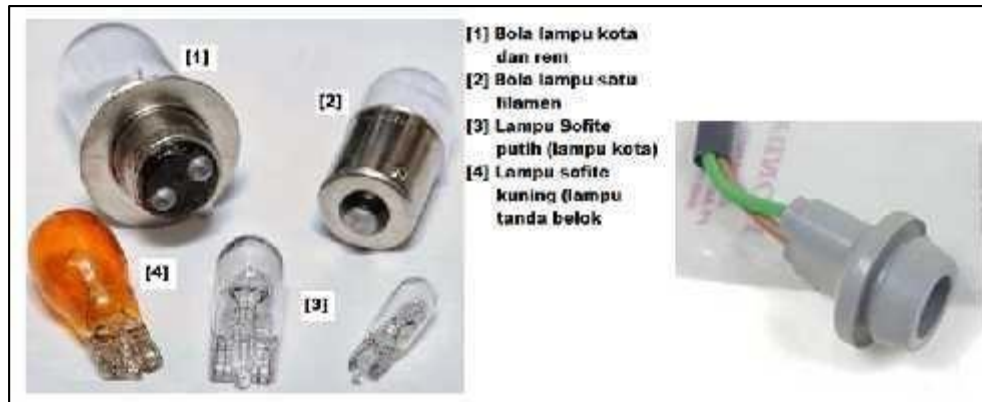 [1] Bola lampu kota
dan rem
[2] Bola lampu satu
filamen
[3] Lampu Sofite
putih (lampu kota)
[4] Lampu sofite
kuning (lampu
tanda belok
[1]
[2]
[4]
[3]